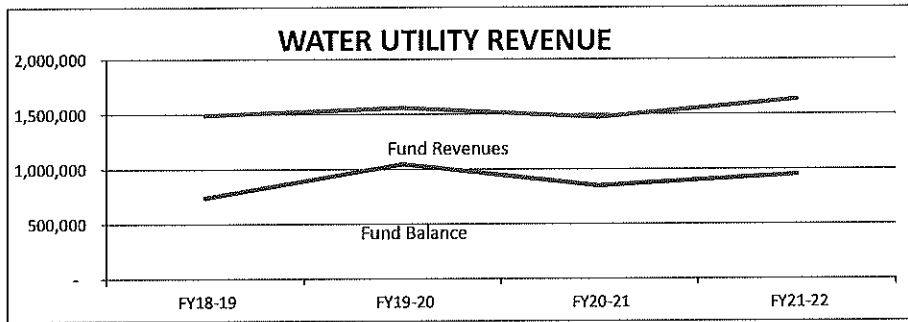 WATER UTILITY REVENUE
2,000,000
1,500,000
Fund Revenues
1,000,000
500,000
Fund Balance
-
FY18-19 FY19-20 FY20-21 FY21-22